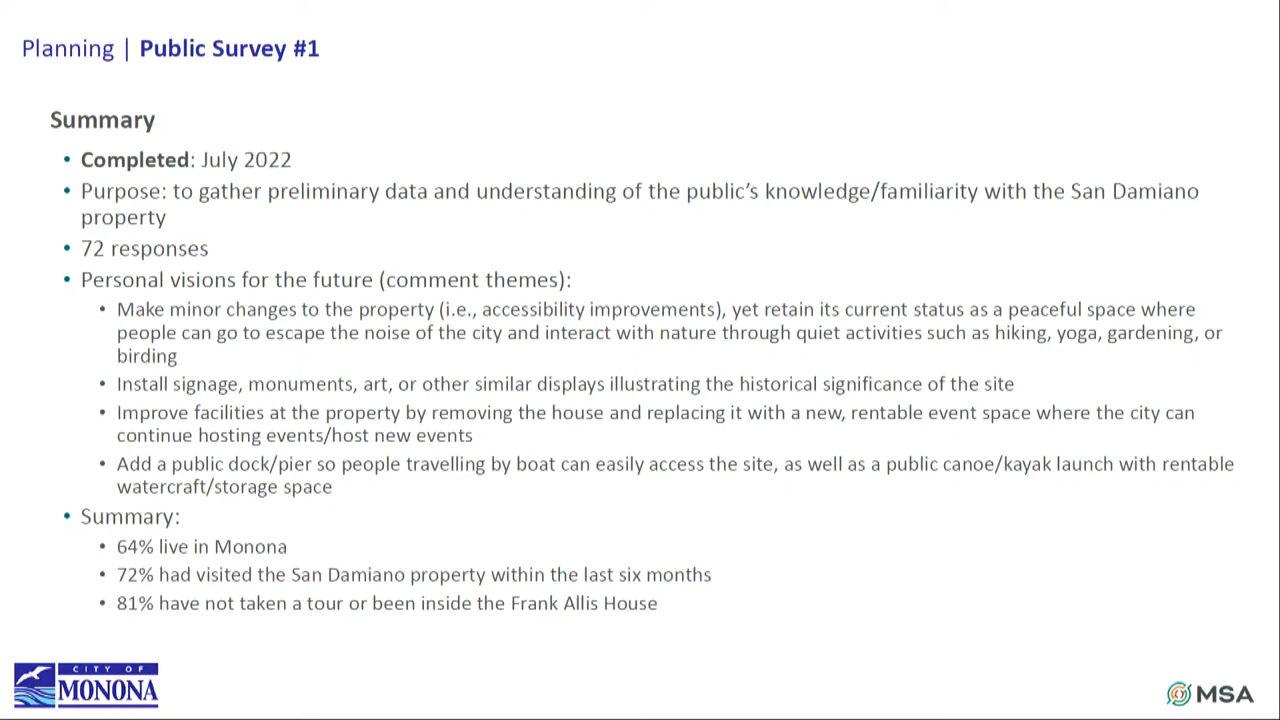 Planning | Public Survey #1
Summary
• Completed: July 2022
• Purpose: to gather preliminary data and understanding of the public's knowledge/familiarity with the San Damiano
property
• 72 responses
• Personal visions for the future (comment themes):
• Make minor changes to the property (i.e., accessibility improvements), yet retain its current status as a peaceful space where
people can go to escape the noise of the city and interact with nature through quiet activities such as hiking, yoga, gardening, or
birding
• Install signage, monuments, art, or other similar displays illustrating the historical significance of the site
• Improve facilities at the property by removing the house and replacing it with a new, rentable event space where the city can
continue hosting events/host new events
• Add a public dock/pier so people travelling by boat can easily access the site, as well as a public canoe/kayak launch with rentable
watercraft/storage space
• Summary:
• 64% live in Monona
• 72% had visited the San Damiano property within the last six months
• 81% have not taken a tour or been inside the Frank Allis House
CITY OF
MONONA
MSA